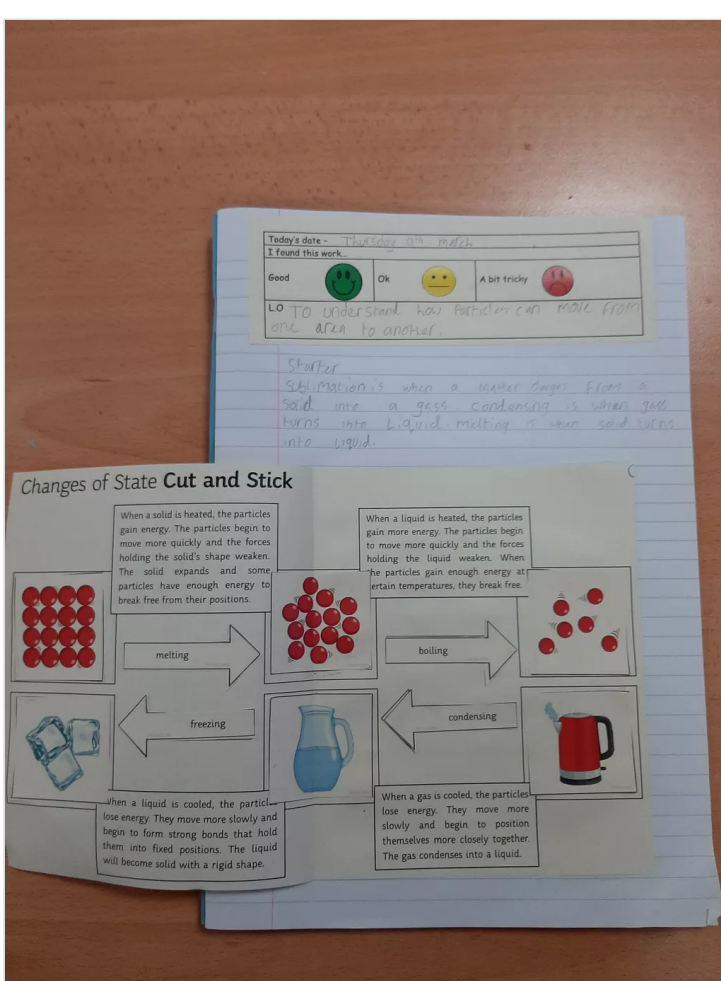 Today's date - Thursday 9th march
I found this work...
Good
Ok
A bit tricky
L.O To understand how Particles can move from
one area to another.
Starter
Sublimation is when a matter changes from a
solid into a gass condensing is when gass
turns into Liquid melting is when solid turns
into liquid.
Changes of State Cut and Stick
When a solid is heated, the particles
gain energy. The particles begin to
move more quickly and the forces
holding the solid's shape weaken.
The solid expands and some
particles have enough energy to
break free from their positions.
When a liquid is heated, the particles
gain more energy. The particles begin
to move more quickly and the forces
holding the liquid weaken. When
the particles gain enough energy at
certain temperatures, they break free.
melting
boiling
freezing
condensing
When a liquid is cooled, the particles
lose energy. They move more slowly and
begin to form strong bonds that hold
them into fixed positions. The liquid
will become solid with a rigid shape.
When a gas is cooled, the particles
lose energy. They move more
slowly and begin to position
themselves more closely together.
The gas condenses into a liquid.